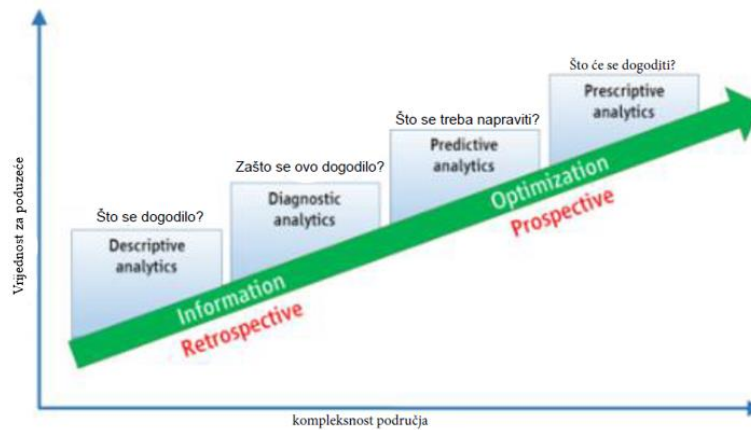 Što će se dogoditi?
Prescriptive
analytics
Što se treba napraviti?
Predictive
analytics
Zašto se ovo dogodilo?
Diagnostic
analytics
Što se dogodilo?
Descriptive
analytics
Optimization
Prospective
Information
Retrospective
Vrijednost za poduzeće
kompleksnost područja